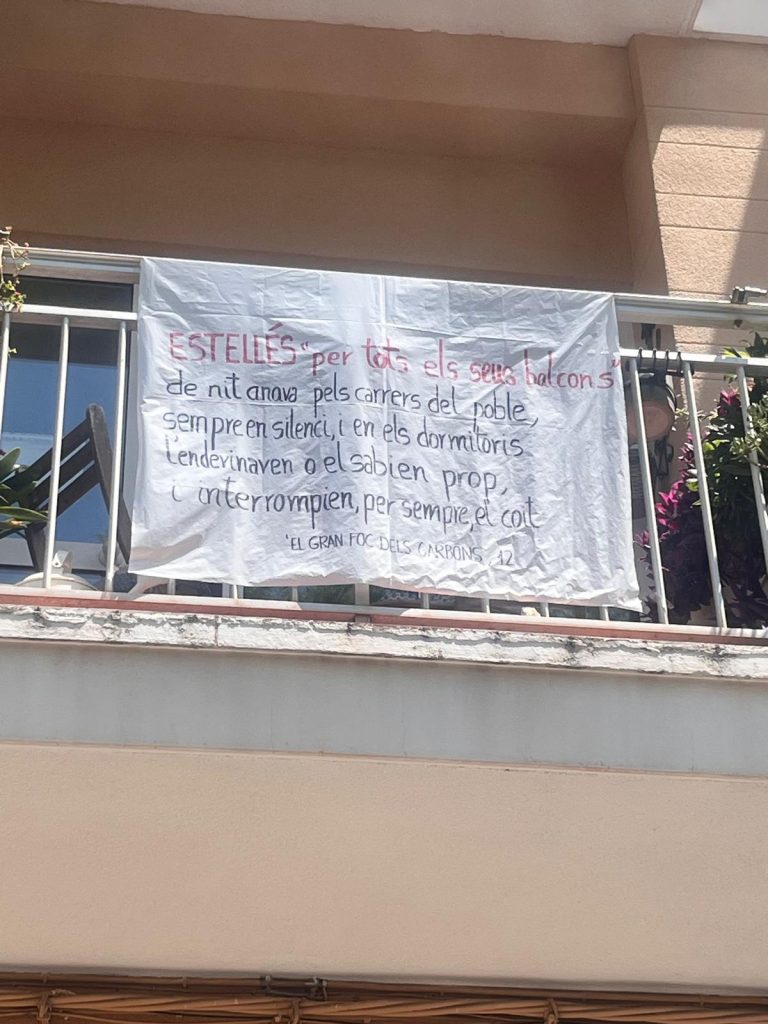 ESTELLÉS "per tots els seus balcons"
de nit anava pels carrers del poble,
sempre en silenci, i en els dormitoris
l'endevinaven o el sabien prop,
i interrompien, per sempre, el coit
'EL GRAN FOC DELS GARBONS, 12